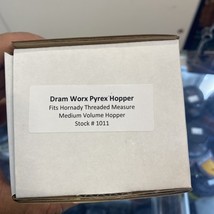 Dram Worx Pyrex Hopper
Fits Hornady Threaded Measure
Medium Volume Hopper
Stock # 1011